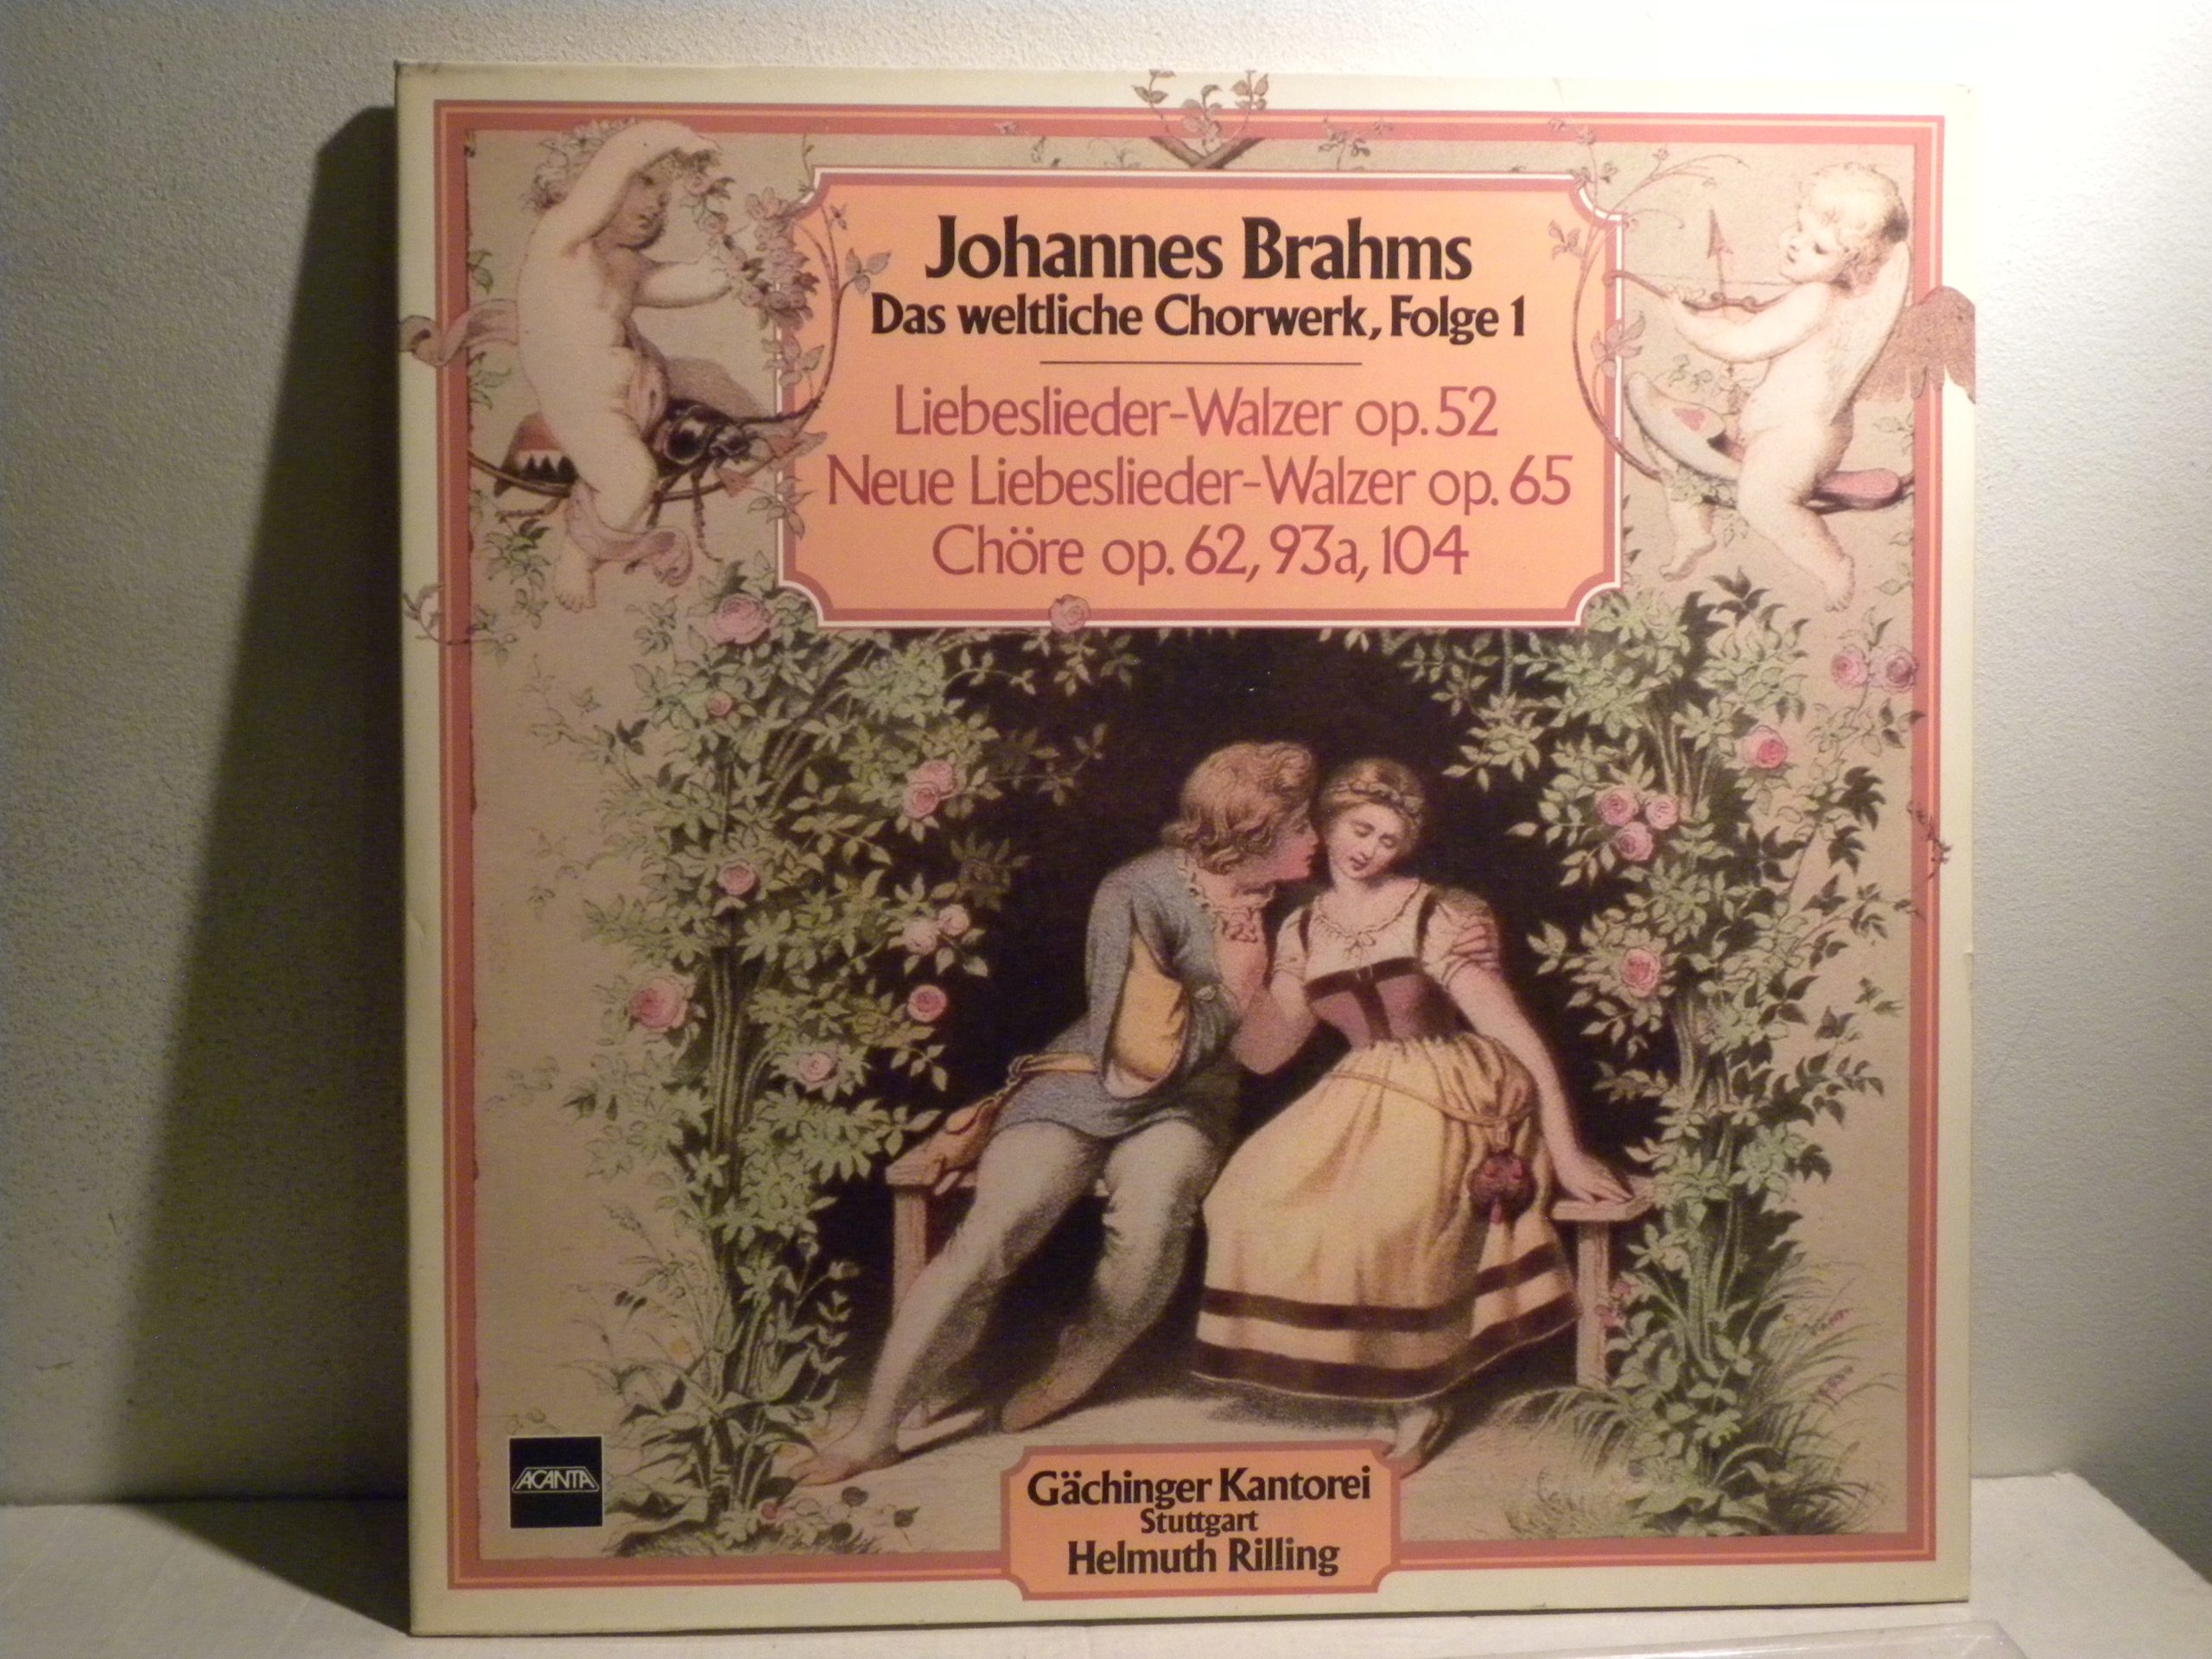 Johannes Brahms
Das weltliche Chorwerk, Folge 1
Liebeslieder-Walzer op. 52
Neue Liebeslieder-Walzer op. 65
Chöre op. 62, 93a, 104
ACANTA
Gächinger Kantorei
Stuttgart
Helmuth Rilling